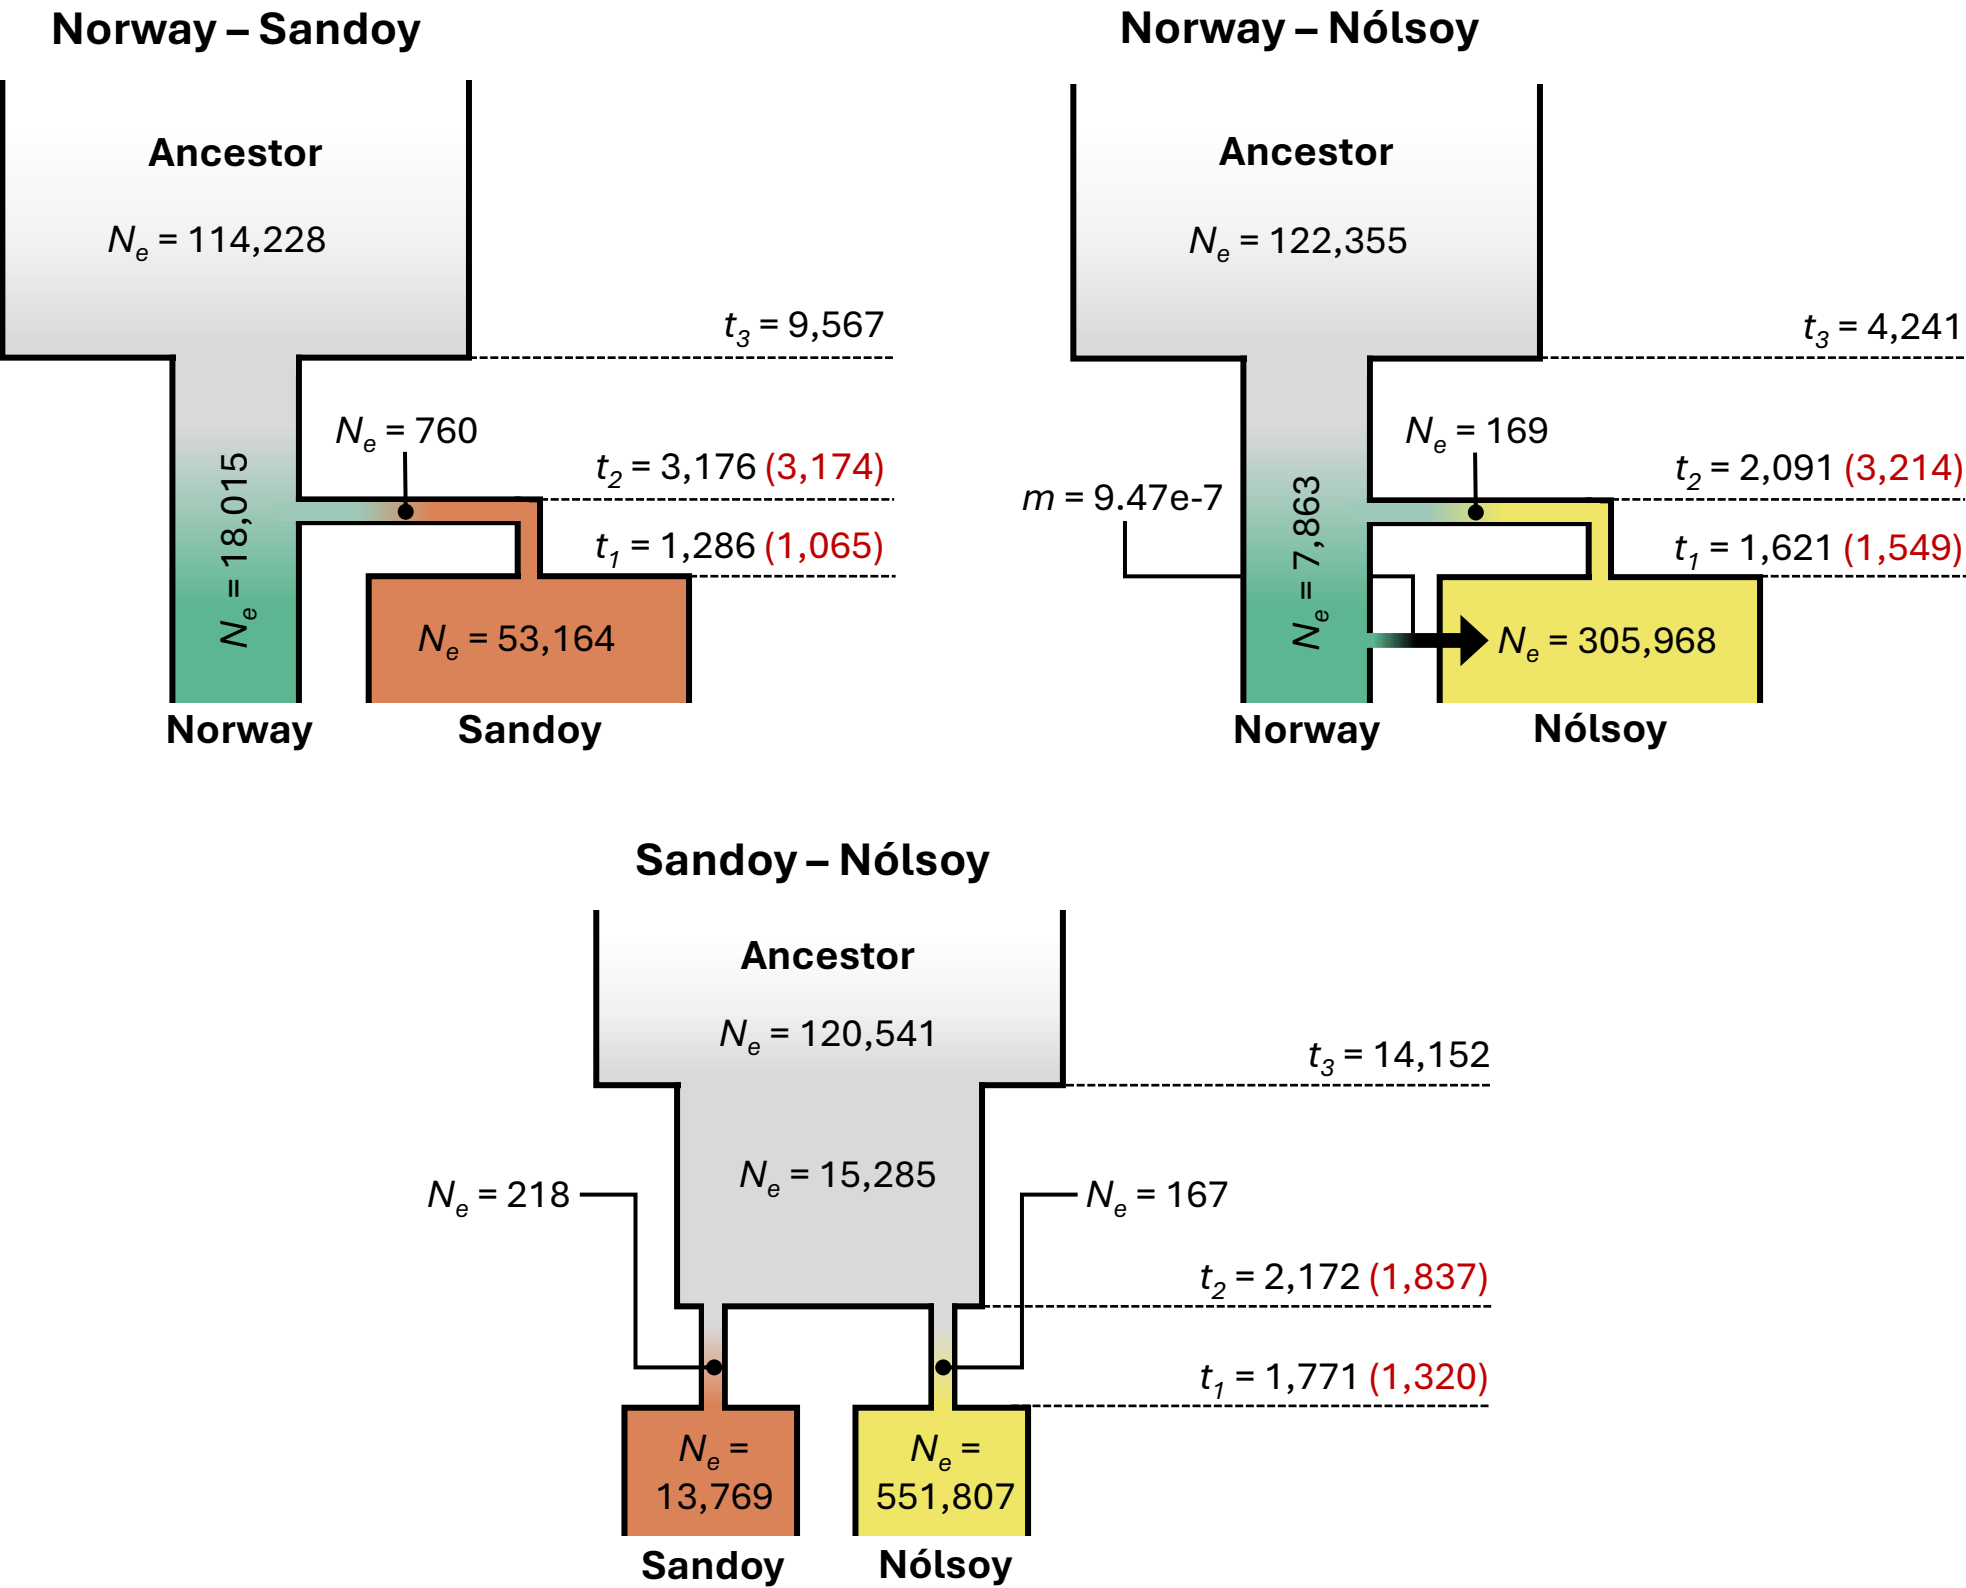 Norway – Sandoy
Ancestor
Ne = 114,228
t3 = 9,567
Ne = 760
t2 = 3,176 (3,174)
t1 = 1,286 (1,065)
Ne = 18,015
Ne = 53,164
Norway
Sandoy
Norway – Nólsoy
Ancestor
Ne = 122,355
t3 = 4,241
Ne = 169
t2 = 2,091 (3,214)
m = 9.47e-7
t1 = 1,621 (1,549)
Ne = 7,863
Ne = 305,968
Norway
Nólsoy
Sandoy – Nólsoy
Ancestor
Ne = 120,541
t3 = 14,152
Ne = 15,285
Ne = 218
Ne = 167
t2 = 2,172 (1,837)
t1 = 1,771 (1,320)
Ne =
13,769
Ne =
551,807
Sandoy
Nólsoy